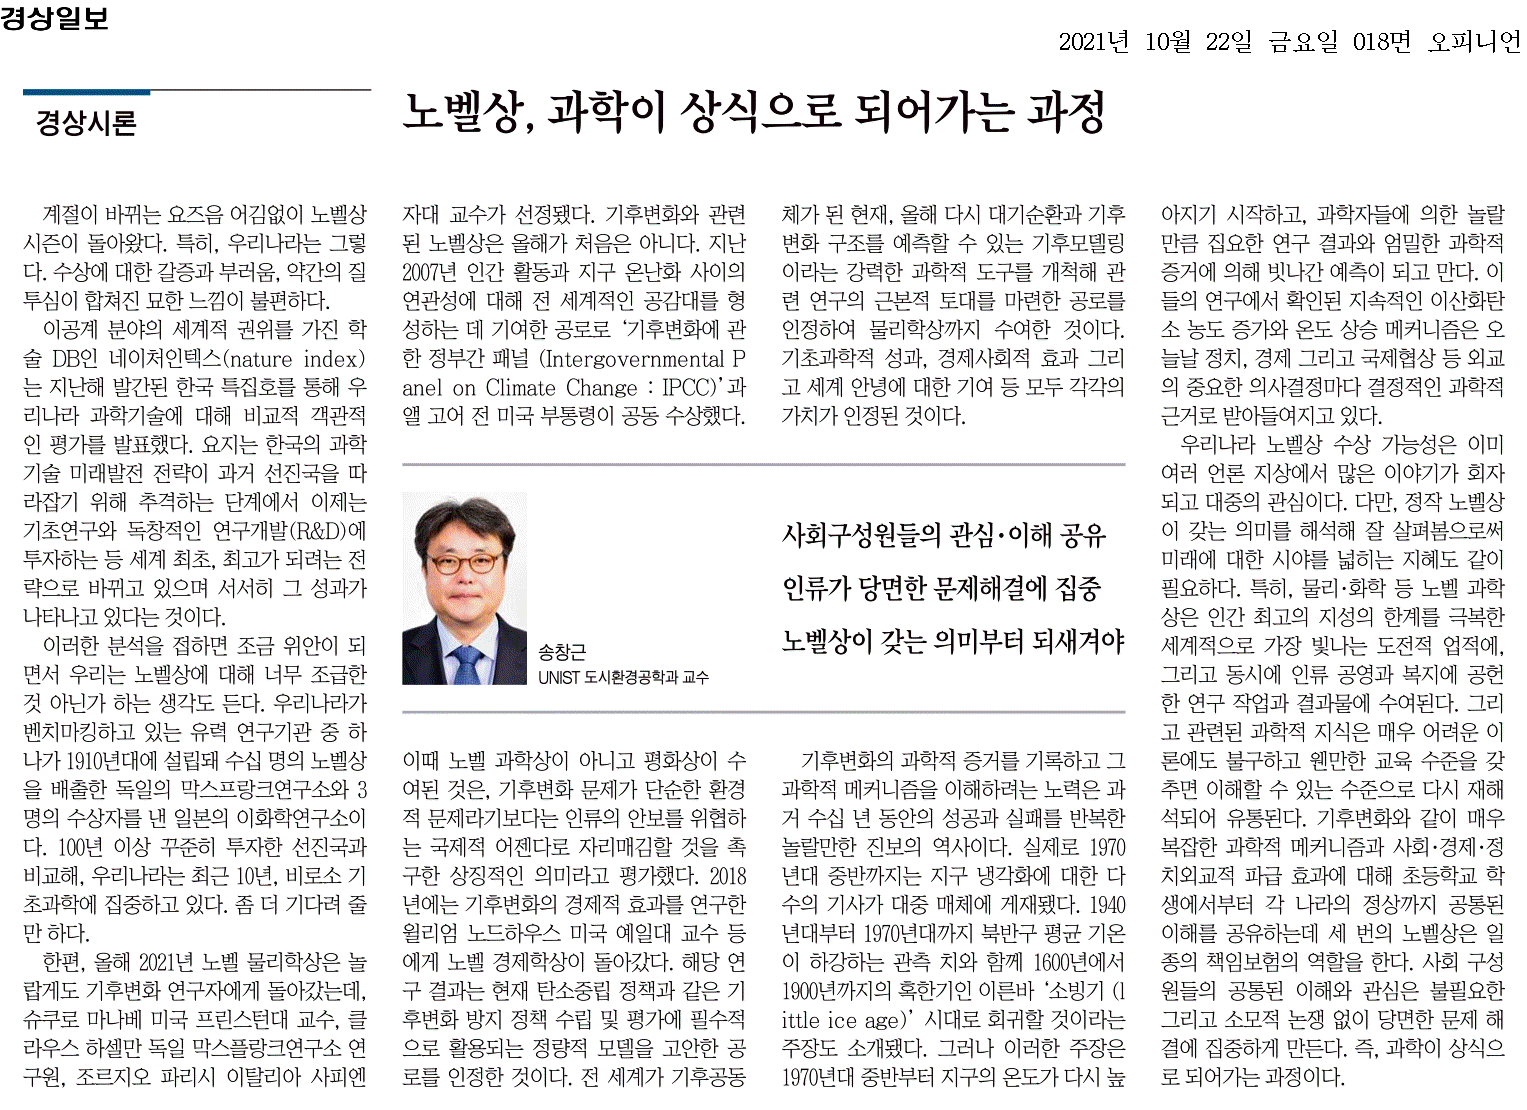 경상일보
2021년 10월 22일 금요일 018면 오피니언
경상시론
노벨상, 과학이 상식으로 되어가는 과정
계절이 바뀌는 요즈음 어김없이 노벨상
시즌이 돌아왔다. 특히, 우리나라는 그렇
다. 수상에 대한 갈증과 부러움, 약간의 질
투심이 합쳐진 묘한 느낌이 불편하다.
이공계 분야의 세계적 권위를 가진 학
술 DB인 네이처인텍스(nature index)
는 지난해 발간된 한국 특집호를 통해 우
리나라 과학기술에 대해 비교적 객관적
인 평가를 발표했다. 요지는 한국의 과학
기술 미래발전 전략이 과거 선진국을 따
라잡기 위해 추격하는 단계에서 이제는
기초연구와 독창적인 연구개발(R&D)에
투자하는 등 세계 최초, 최고가 되려는 전
략으로 바뀌고 있으며 서서히 그 성과가
나타나고 있다는 것이다.
이러한 분석을 접하면 조금 위안이 되
면서 우리는 노벨상에 대해 너무 조급한
것 아닌가 하는 생각도 든다. 우리나라가
벤치마킹하고 있는 유력 연구기관 중 하
나가 1910년대에 설립돼 수십 명의 노벨상
을 배출한 독일의 막스프랑크연구소와 3
명의 수상자를 낸 일본의 이화학연구소이
다. 100년 이상 꾸준히 투자한 선진국과
비교해, 우리나라는 최근 10년, 비로소 기
초과학에 집중하고 있다. 좀 더 기다려 줄
만 하다.
한편, 올해 2021년 노벨 물리학상은 놀
랍게도 기후변화 연구자에게 돌아갔는데,
슈쿠로 마나베 미국 프린스턴대 교수, 클
라우스 하셀만 독일 막스플랑크연구소 연
구원, 조르지오 파리시 이탈리아 사피엔
자대 교수가 선정됐다. 기후변화와 관련
된 노벨상은 올해가 처음은 아니다. 지난
2007년 인간 활동과 지구 온난화 사이의
연관성에 대해 전 세계적인 공감대를 형
성하는 데 기여한 공로로 ‘기후변화에 관
한 정부간 패널 (Intergovernmental P
anel on Climate Change : IPCC)’과
앨 고어 전 미국 부통령이 공동 수상했다.
이때 노벨 과학상이 아니고 평화상이 수
여된 것은, 기후변화 문제가 단순한 환경
적 문제라기보다는 인류의 안보를 위협하
는 국제적 어젠다로 자리매김할 것을 촉
구한 상징적인 의미라고 평가했다. 2018
년에는 기후변화의 경제적 효과를 연구한
윌리엄 노드하우스 미국 예일대 교수 등
에게 노벨 경제학상이 돌아갔다. 해당 연
구 결과는 현재 탄소중립 정책과 같은 기
후변화 방지 정책 수립 및 평가에 필수적
으로 활용되는 정량적 모델을 고안한 공
로를 인정한 것이다. 전 세계가 기후공동
체가 된 현재, 올해 다시 대기순환과 기후
변화 구조를 예측할 수 있는 기후모델링
이라는 강력한 과학적 도구를 개척해 관
련 연구의 근본적 토대를 마련한 공로를
인정하여 물리학상까지 수여한 것이다.
기초과학적 성과, 경제사회적 효과 그리
고 세계 안녕에 대한 기여 등 모두 각각의
가치가 인정된 것이다.
송창근
UNIST 도시환경공학과 교수
사회구성원들의 관심·이해 공유
인류가 당면한 문제해결에 집중
노벨상이 갖는 의미부터 되새겨야
기후변화의 과학적 증거를 기록하고 그
과학적 메커니즘을 이해하려는 노력은 과
거 수십 년 동안의 성공과 실패를 반복한
놀랄만한 진보의 역사이다. 실제로 1970
년대 중반까지는 지구 냉각화에 대한 다
수의 기사가 대중 매체에 게재됐다. 1940
년대부터 1970년대까지 북반구 평균 기온
이 하강하는 관측 치와 함께 1600년에서
1900년까지의 혹한기인 이른바 ‘소빙기 (l
ittle ice age)’ 시대로 회귀할 것이라는
주장도 소개됐다. 그러나 이러한 주장은
1970년대 중반부터 지구의 온도가 다시 높
아지기 시작하고, 과학자들에 의한 놀랄
만큼 집요한 연구 결과와 엄밀한 과학적
증거에 의해 빗나간 예측이 되고 만다. 이
들의 연구에서 확인된 지속적인 이산화탄
소 농도 증가와 온도 상승 메커니즘은 오
늘날 정치, 경제 그리고 국제협상 등 외교
의 중요한 의사결정마다 결정적인 과학적
근거로 받아들여지고 있다.
우리나라 노벨상 수상 가능성은 이미
여러 언론 지상에서 많은 이야기가 회자
되고 대중의 관심이다. 다만, 정작 노벨상
이 갖는 의미를 해석해 잘 살펴봄으로써
미래에 대한 시야를 넓히는 지혜도 같이
필요하다. 특히, 물리·화학 등 노벨 과학
상은 인간 최고의 지성의 한계를 극복한
세계적으로 가장 빛나는 도전적 업적에,
그리고 동시에 인류 공영과 복지에 공헌
한 연구 작업과 결과물에 수여된다. 그리
고 관련된 과학적 지식은 매우 어려운 이
론에도 불구하고 웬만한 교육 수준을 갖
추면 이해할 수 있는 수준으로 다시 재해
석되어 유통된다. 기후변화와 같이 매우
복잡한 과학적 메커니즘과 사회·경제·정
치외교적 파급 효과에 대해 초등학교 학
생에서부터 각 나라의 정상까지 공통된
이해를 공유하는데 세 번의 노벨상은 일
종의 책임보험의 역할을 한다. 사회 구성
원들의 공통된 이해와 관심은 불필요한
그리고 소모적 논쟁 없이 당면한 문제 해
결에 집중하게 만든다. 즉, 과학이 상식으
로 되어가는 과정이다.